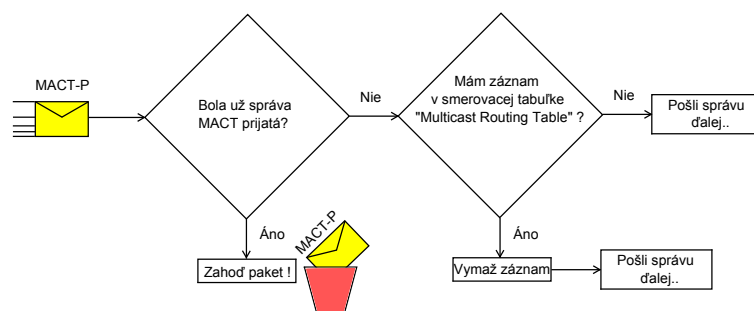 MACT-P
Bola už správa
MACT prijatá?
Nie
Mám záznam
v smerovacej tabuľke
"Multicast Routing Table" ?
Nie
Pošli správu
ďalej..
Áno
Zahoď paket !
MACT-P
Áno
Vymaž záznam
Pošli správu
ďalej..